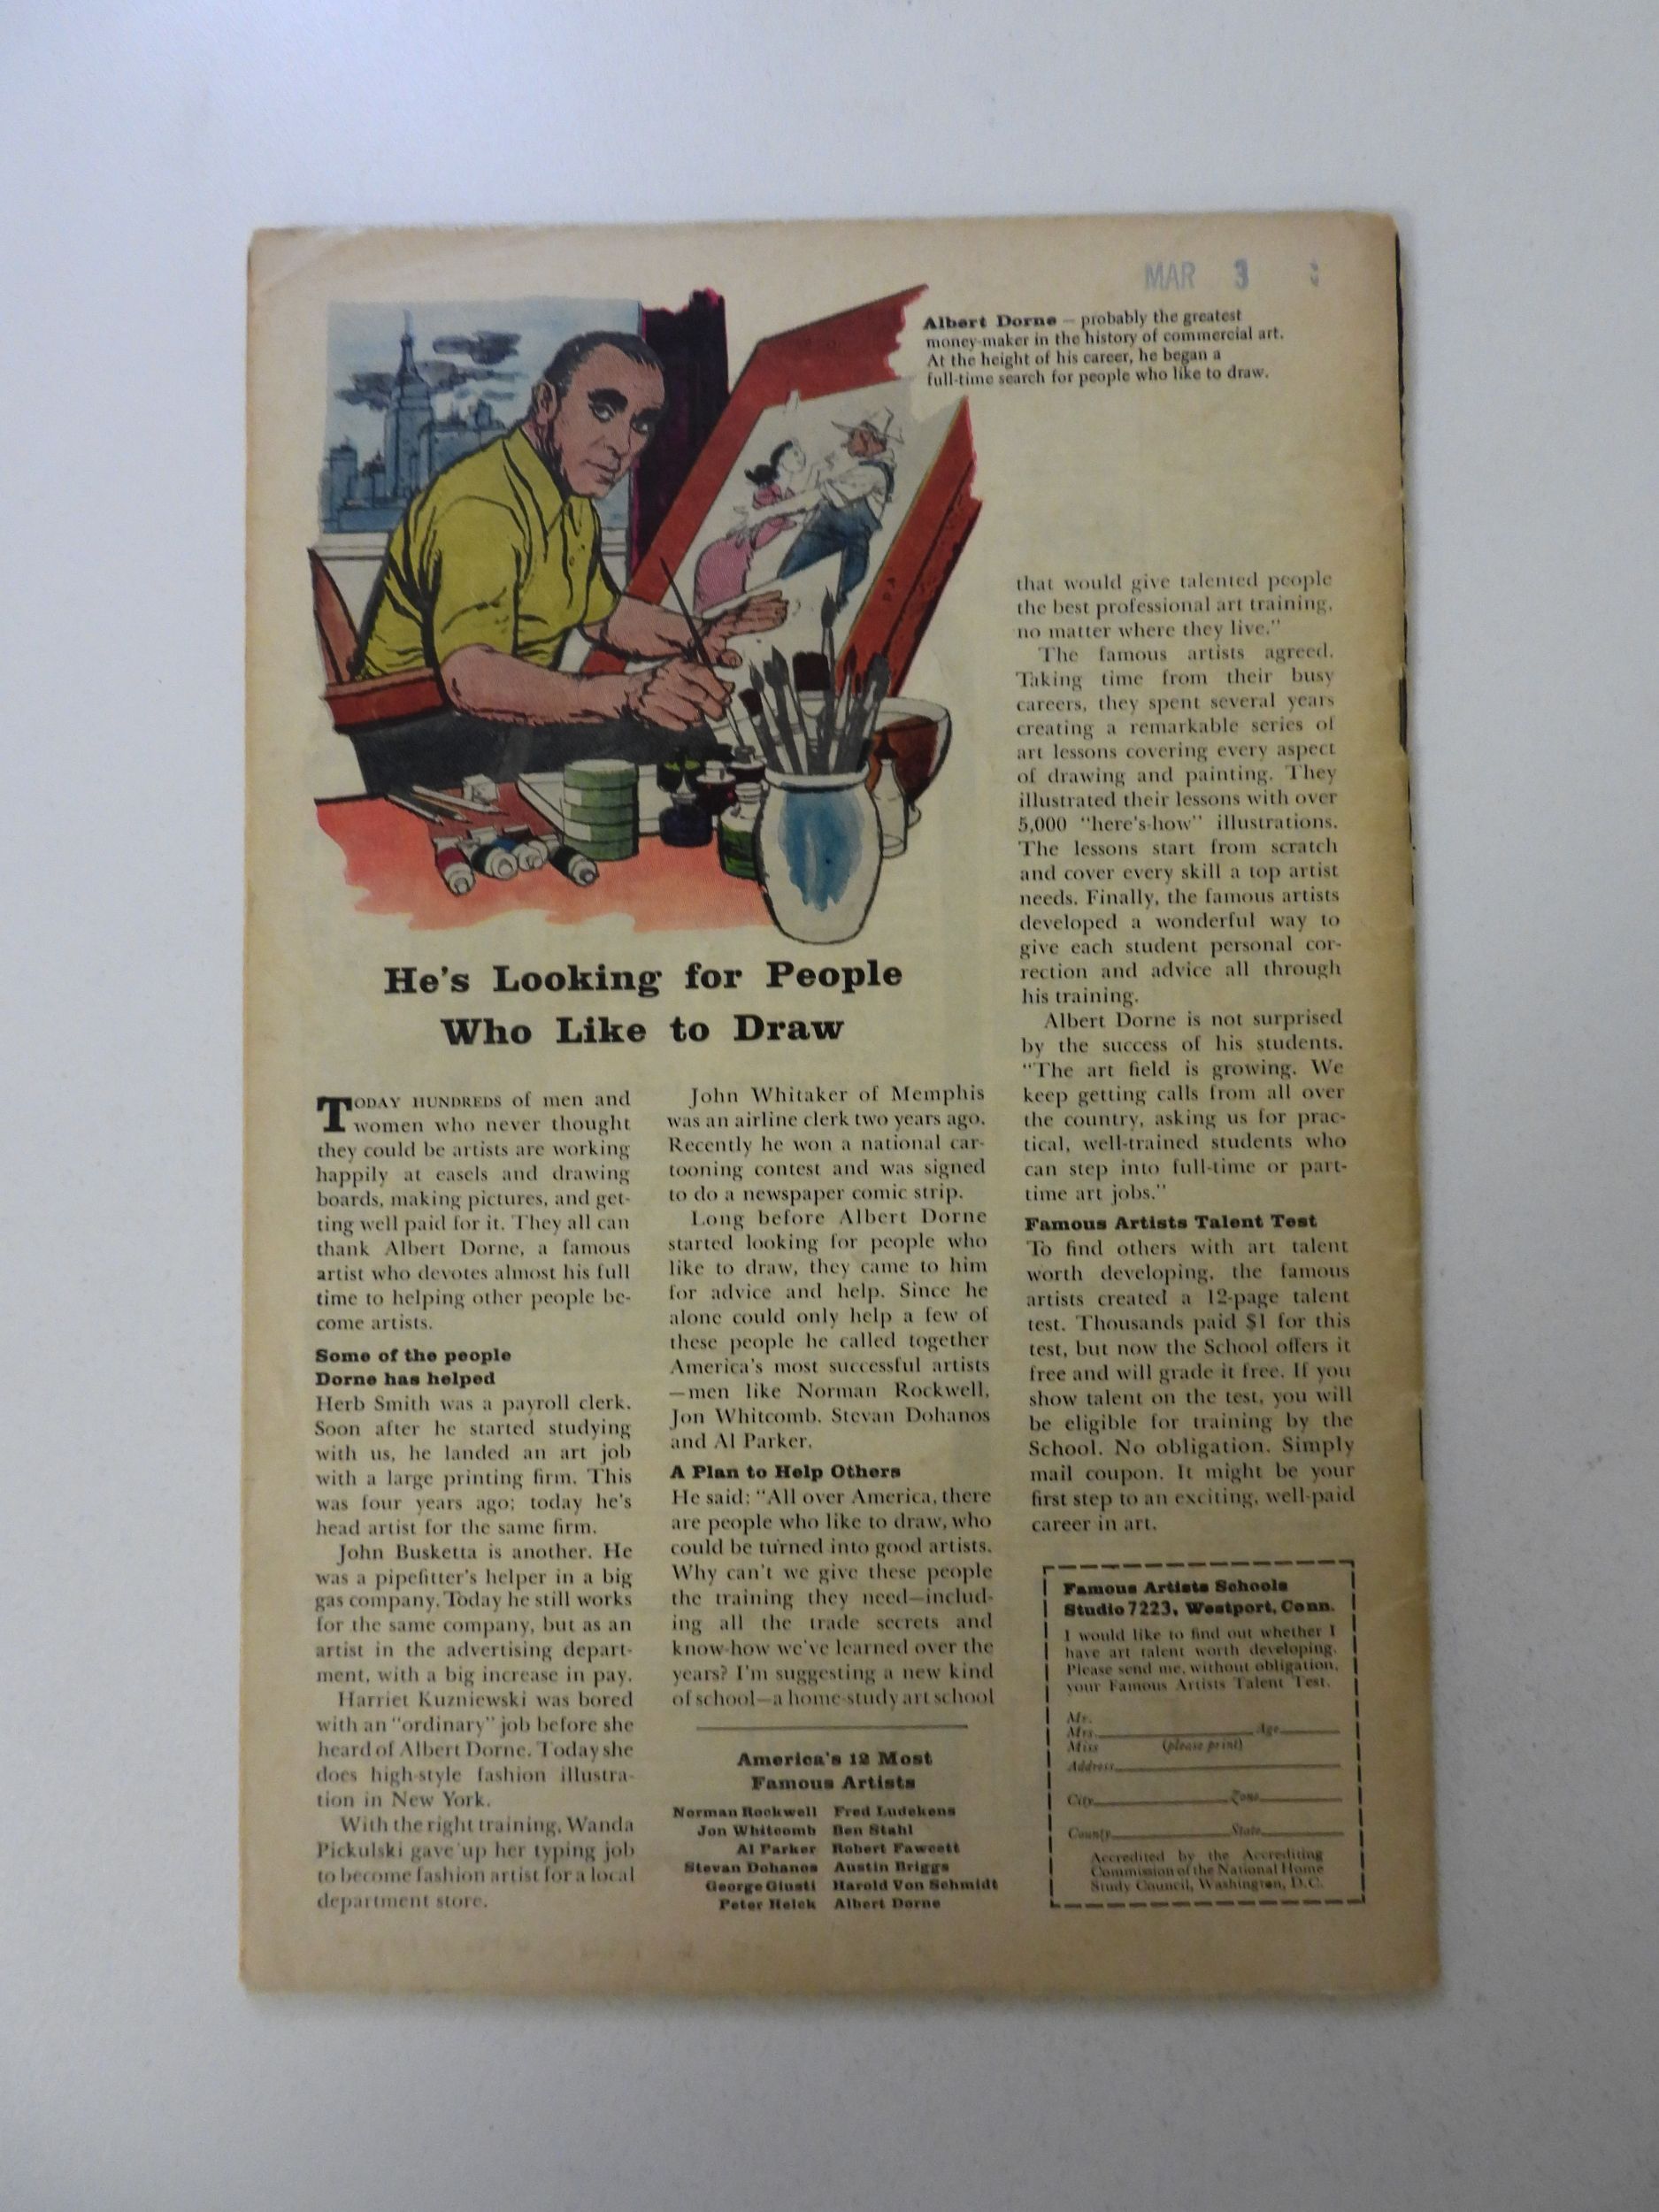 MAR 3
Albert Dorne – probably the greatest
money-maker in the history of commercial art.
At the height of his career, he began a
full-time search for people who like to draw.
He's Looking for People
Who Like to Draw
TODAY HUNDREDS of men and
women who never thought
they could be artists are working
happily at easels and drawing
boards, making pictures, and get-
ting well paid for it. They all can
thank Albert Dorne, a famous
artist who devotes almost his full
time to helping other people be-
come artists.
Some of the people
Dorne has helped
Herb Smith was a payroll clerk.
Soon after he started studying
with us, he landed an art job
with a large printing firm. This
was four years ago; today he's
head artist for the same firm.
John Busketta is another. He
was a pipefitter's helper in a big
gas company. Today he still works
for the same company, but as an
artist in the advertising depart-
ment, with a big increase in pay.
Harriet Kuzniewski was bored
with an "ordinary" job before she
heard of Albert Dorne. Today she
does high-style fashion illustra-
tion in New York.
With the right training, Wanda
Pickulski gave up her typing job
to become fashion artist for a local
department store.
John Whitaker of Memphis
was an airline clerk two years ago.
Recently he won a national car-
tooning contest and was signed
to do a newspaper comic strip.
Long before Albert Dorne
started looking for people who
like to draw, they came to him
for advice and help. Since he
alone could only help a few of
these people he called together
America's most successful artists
—men like Norman Rockwell,
Jon Whitcomb, Stevan Dohanos
and Al Parker.
A Plan to Help Others
He said: "All over America, there
are people who like to draw, who
could be turned into good artists.
Why can't we give these people
the training they need—includ-
ing all the trade secrets and
know-how we've learned over the
years? I'm suggesting a new kind
of school—a home-study art school
America's 12 Most
Famous Artists
Norman Rockwell Fred Ludekens
Jon Whitcomb Ben Stahl
Al Parker Robert Fawcett
Stevan Dohanos Austin Briggs
George Giusti Harold Von Schmidt
Peter Helck Albert Dorne
that would give talented people
the best professional art training,
no matter where they live."
The famous artists agreed.
Taking time from their busy
careers, they spent several years
creating a remarkable series of
art lessons covering every aspect
of drawing and painting. They
illustrated their lessons with over
5,000 "here's-how" illustrations.
The lessons start from scratch
and cover every skill a top artist
needs. Finally, the famous artists
developed a wonderful way to
give each student personal cor-
rection and advice all through
his training.
Albert Dorne is not surprised
by the success of his students.
"The art field is growing. We
keep getting calls from all over
the country, asking us for prac-
tical, well-trained students who
can step into full-time or part-
time art jobs."
Famous Artists Talent Test
To find others with art talent
worth developing, the famous
artists created a 12-page talent
test. Thousands paid $1 for this
test, but now the School offers it
free and will grade it free. If you
show talent on the test, you will
be eligible for training by the
School. No obligation. Simply
mail coupon. It might be your
first step to an exciting, well-paid
career in art.
Famous Artists Schools
Studio 7223, Westport, Conn.
I would like to find out whether I
have art talent worth developing.
Please send me, without obligation,
your Famous Artists Talent Test.
Mr.
Mrs. Age
Miss (please print)
Address
City Zone
County State
Accredited by the Accrediting
Commission of the National Home
Study Council, Washington, D.C.